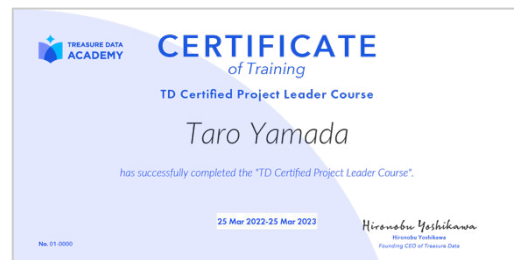 TREASURE DATA
ACADEMY
CERTIFICATE
of Training
TD Certified Project Leader Course
Taro Yamada
has successfully completed the "TD Certified Project Leader Course".
25 Mar 2022-25 Mar 2023
Hironobu Yoshikawa
Hironobu Yoshikawa
Founding CEO of Treasure Data
No. 01-0000